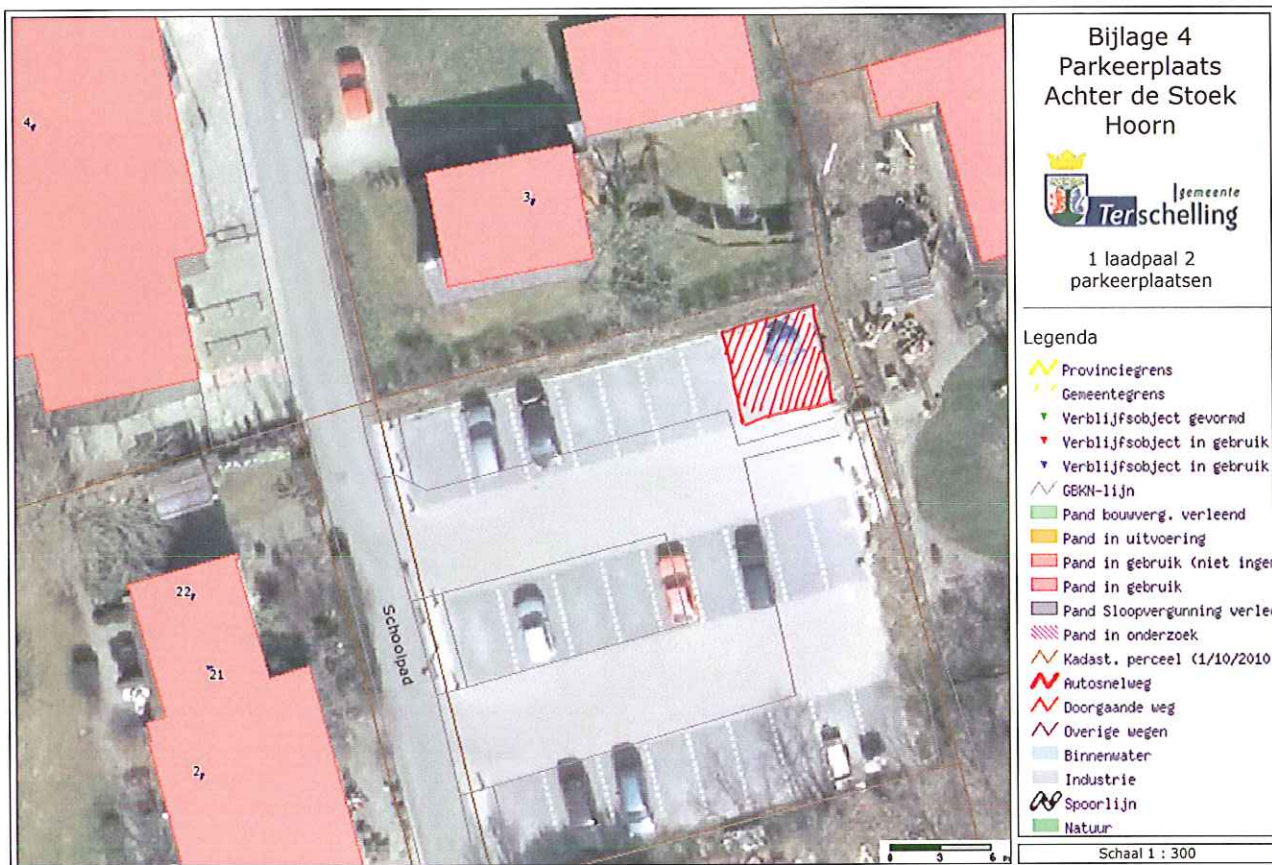 Bijlage 4
Parkeerplaats
Achter de Stoek
Hoorn
gemeente
Terschelling
1 laadpaal 2
parkeerplaatsen
Legenda
Provinciegrens
Gemeentegrens
Verblijfsobject gevormd
Verblijfsobject in gebruik
Verblijfsobject in gebruik
GBKN-lijn
Pand bouwverg. verleend
Pand in uitvoering
Pand in gebruik (niet inge
Pand in gebruik
Pand Sloopvergunning verle
Pand in onderzoek
Kadast. perceel (1/10/2010
Autosnelweg
Doorgaande weg
Overige wegen
Binnenwater
Industrie
Spoorlijn
Natuur
Schaal 1 : 300
4
3
22
21
2
Schoolpad
0 3 6